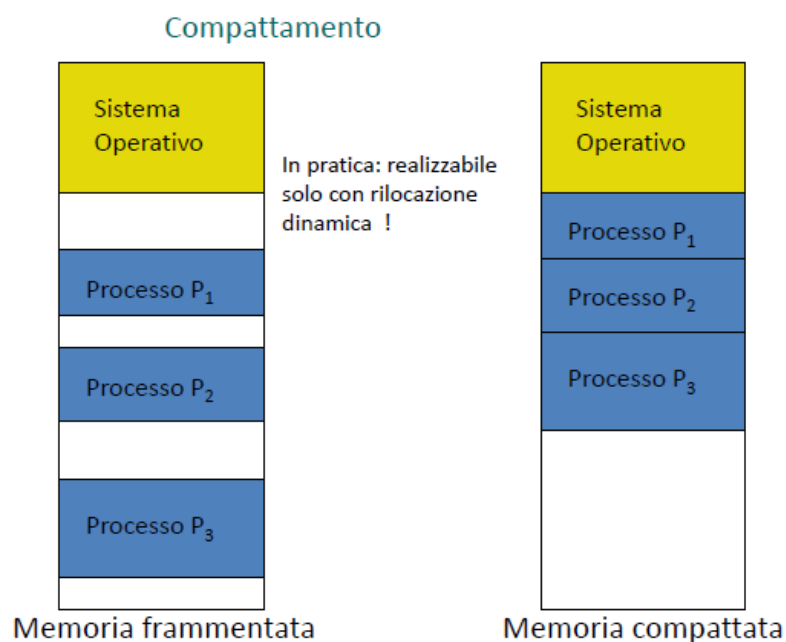 Compattamento
Sistema
Operativo
Processo P1
Processo P2
Processo P3
Memoria frammentata
In pratica: realizzabile
solo con rilocazione
dinamica !
Sistema
Operativo
Processo P1
Processo P2
Processo P3
Memoria compattata